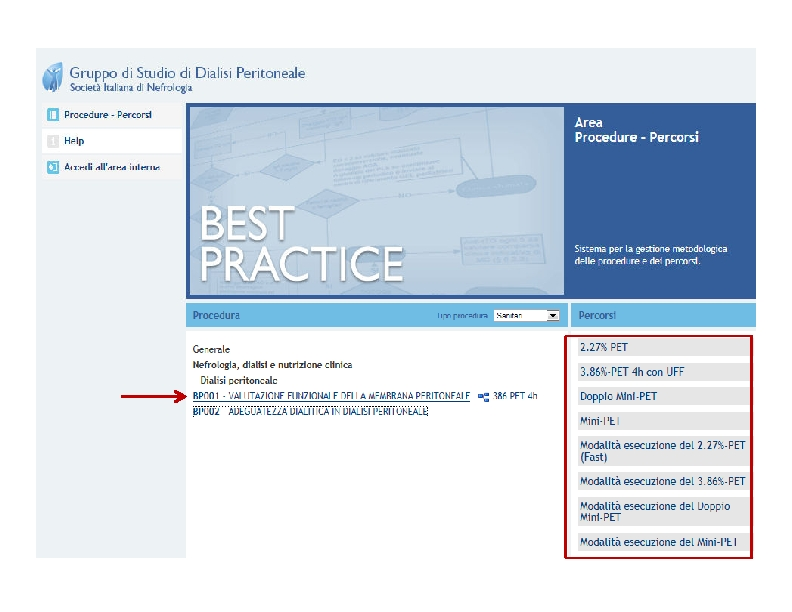 Gruppo di Studio di Dialisi Peritoneale
Società Italiana di Nefrologia
Procedure - Percorsi
Help
Accedi all'area interna
BEST
PRACTICE
Area
Procedure - Percorsi
Sistema per la gestione metodologica
delle procedure e dei percorsi.
Procedura
Tipo procedura
Sanitari
Percorsi
Generale
Nefrologia, dialisi e nutrizione clinica
Dialisi peritoneale
BP001 - VALUTAZIONE FUNZIONALE DELLA MEMBRANA PERITONEALE
386 PET 4h
BP002 - ADEGUATEZZA DIALITICA IN DIALISI PERITONEALE
2.27% PET
3.86%-PET 4h con UFF
Doppio Mini-PET
Mini-PET
Modalità esecuzione del 2.27%-PET
(Fast)
Modalità esecuzione del 3.86%-PET
Modalità esecuzione del Doppio
Mini-PET
Modalità esecuzione del Mini-PET